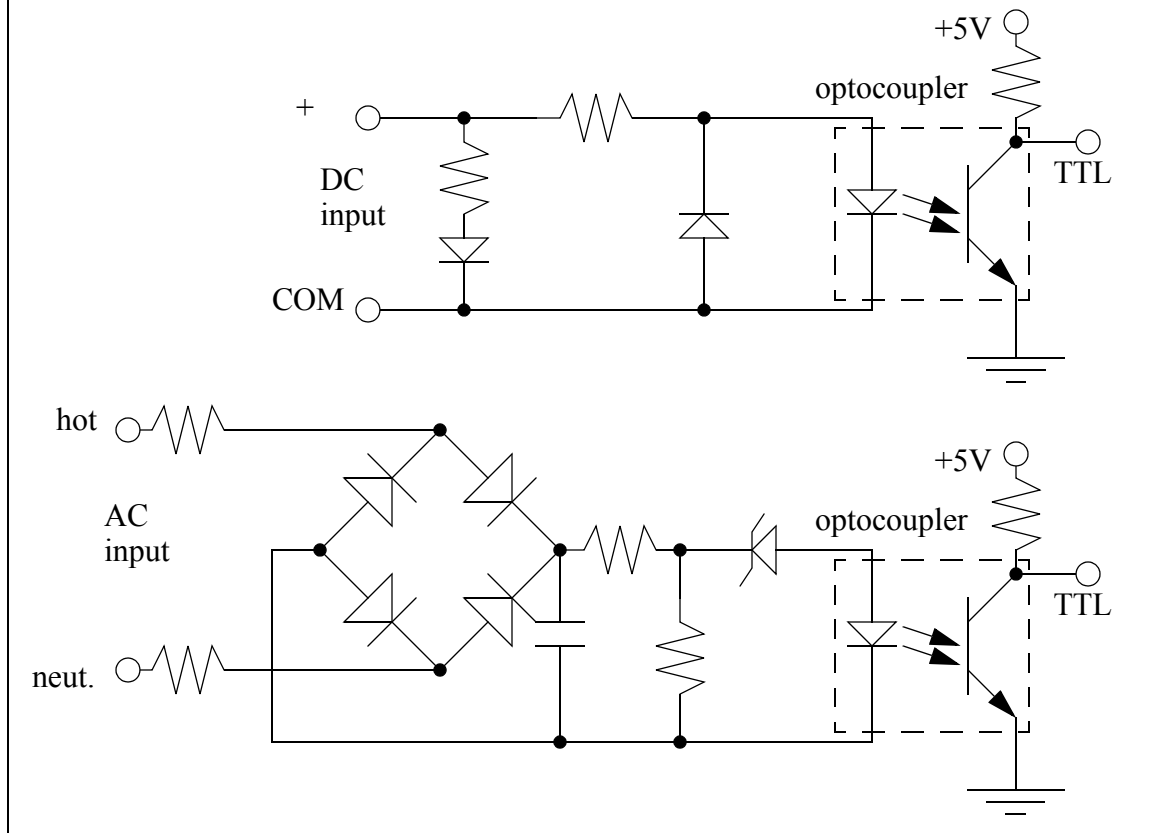 +5V
optocoupler
+
TTL
DC
input
COM
hot
+5V
AC
input
optocoupler
TTL
neut.